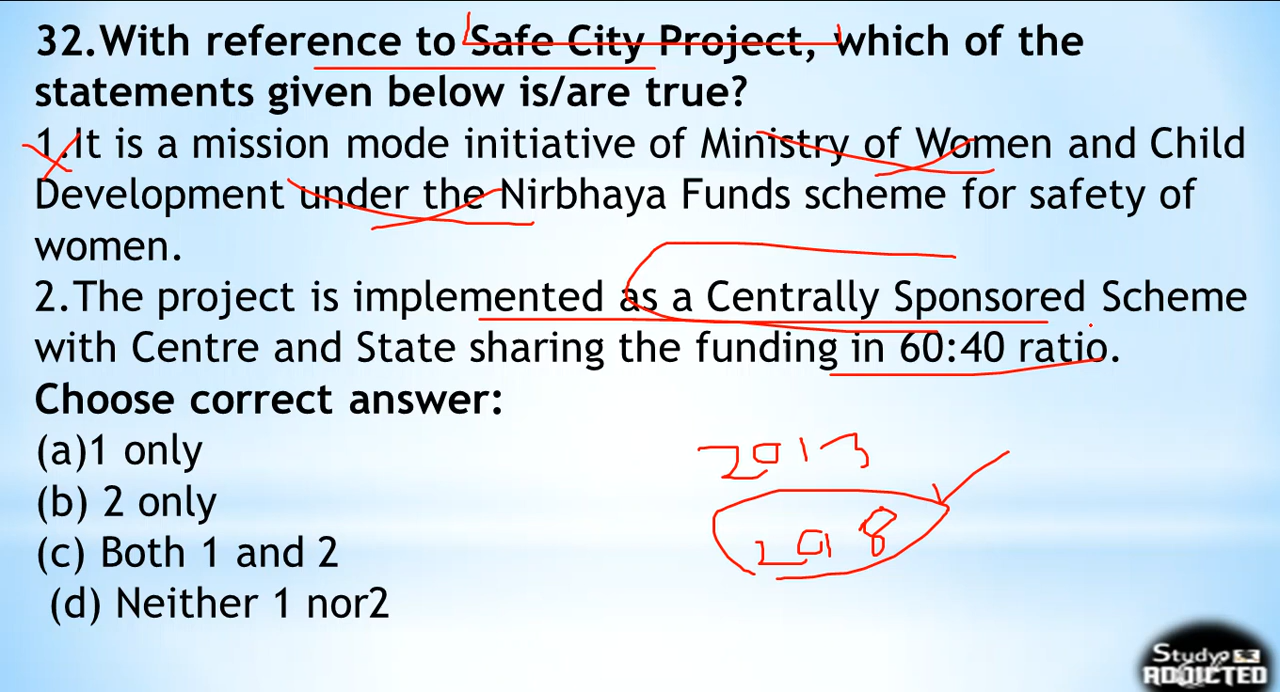 32.With reference to Safe City Project, which of the
statements given below is/are true?
1.It is a mission mode initiative of Ministry of Women and Child
Development under the Nirbhaya Funds scheme for safety of
women.
2.The project is implemented as a Centrally Sponsored Scheme
with Centre and State sharing the funding in 60:40 ratio.
Choose correct answer:
(a)1 only
2013
(b) 2 only
2018
(c) Both 1 and 2
(d) Neither 1 nor2
Study
ADDICTED